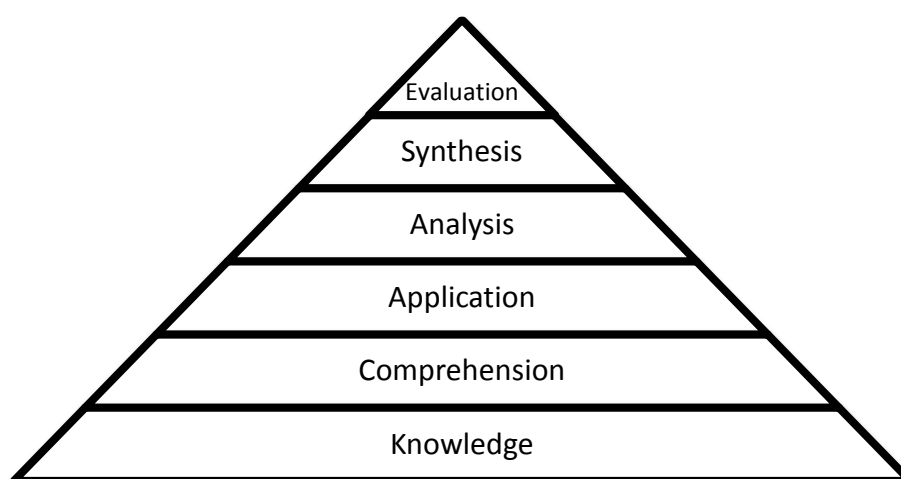 Evaluation
Synthesis
Analysis
Application
Comprehension
Knowledge